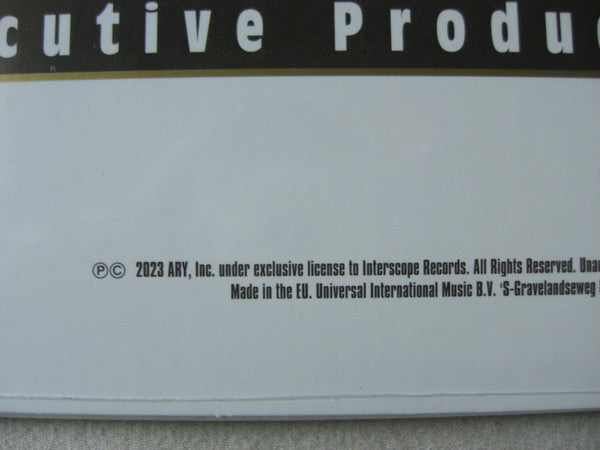 cutive Produc
℗© 2023 ARY, Inc. under exclusive license to Interscope Records. All Rights Reserved. Unau
Made in the EU. Universal International Music B.V. 'S-Gravelandseweg